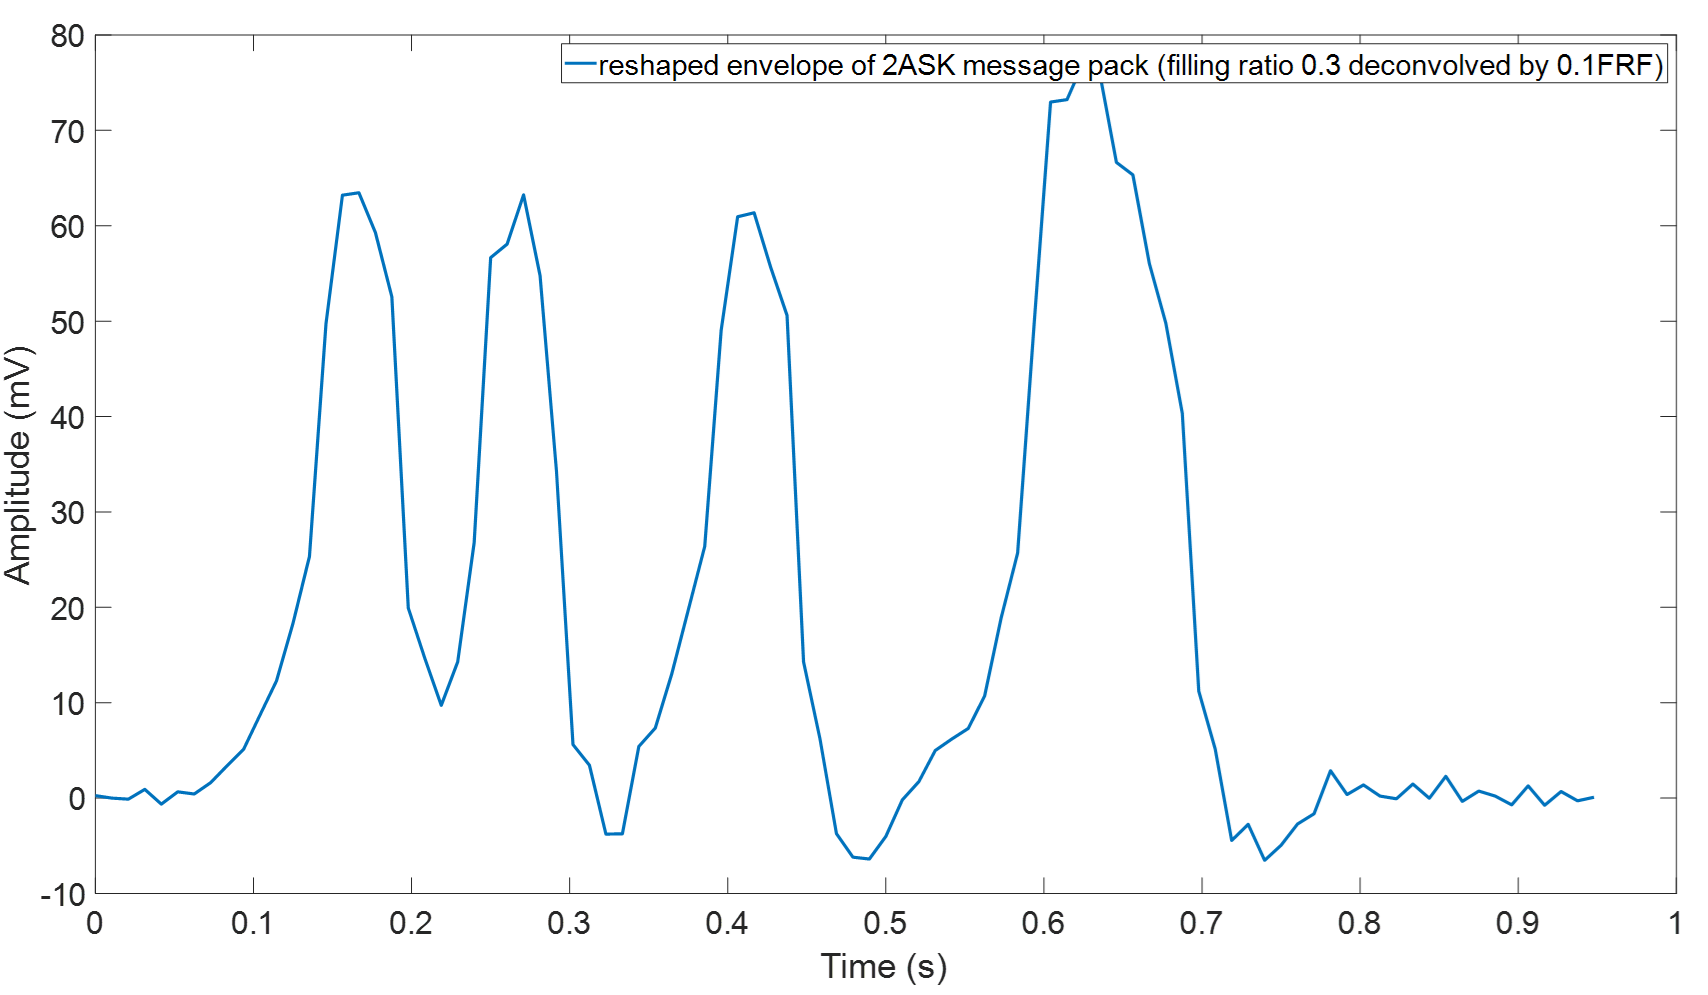 reshaped envelope of 2ASK message pack (filling ratio 0.3 deconvolved by 0.1FRF)
80
70
60
50
40
30
20
10
0
-10
Amplitude (mV)
0 0.1 0.2 0.3 0.4 0.5 0.6 0.7 0.8 0.9 1
Time (s)